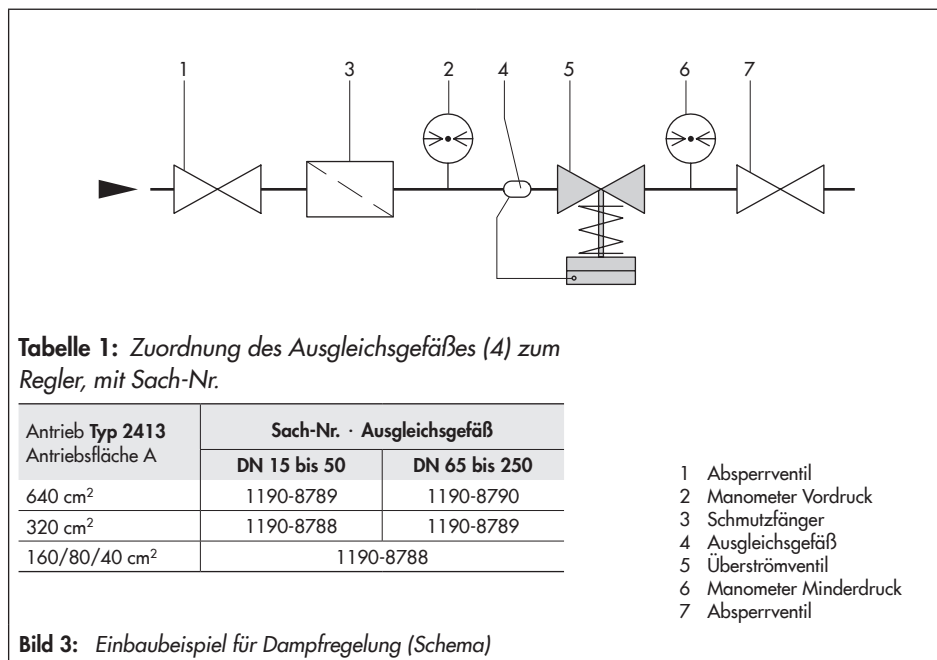 1 3 2 4 5 6 7
Tabelle 1: Zuordnung des Ausgleichsgefäßes (4) zum
Regler, mit Sach-Nr.
Antrieb Typ 2413
Antriebsfläche A
Sach-Nr. · Ausgleichsgefäß
DN 15 bis 50 DN 65 bis 250
640 cm² 1190-8789 1190-8790
320 cm² 1190-8788 1190-8789
160/80/40 cm² 1190-8788
1 Absperrventil
2 Manometer Vordruck
3 Schmutzfänger
4 Ausgleichsgefäß
5 Überströmventil
6 Manometer Minderdruck
7 Absperrventil
Bild 3: Einbaubeispiel für Dampfregelung (Schema)